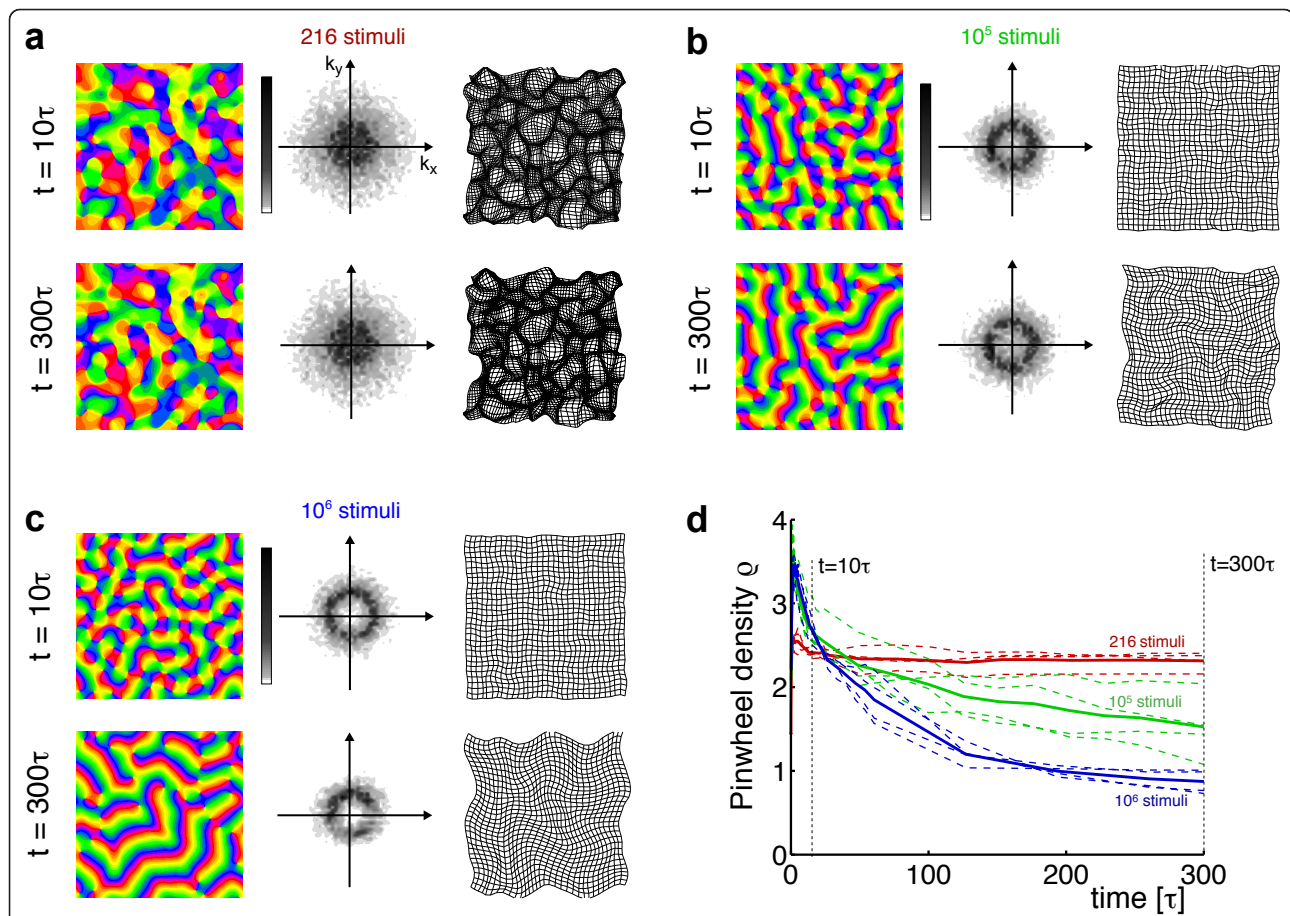 a
216 stimuli
t = 10τ
k_y
k_x
t = 300τ
b
10⁵ stimuli
t = 10τ
t = 300τ
c
10⁶ stimuli
t = 10τ
t = 300τ
d
Pinwheel density ϱ
4
3
2
1
0
t=10τ
t=300τ
216 stimuli
10⁵ stimuli
10⁶ stimuli
0 100 200 300
time [τ]